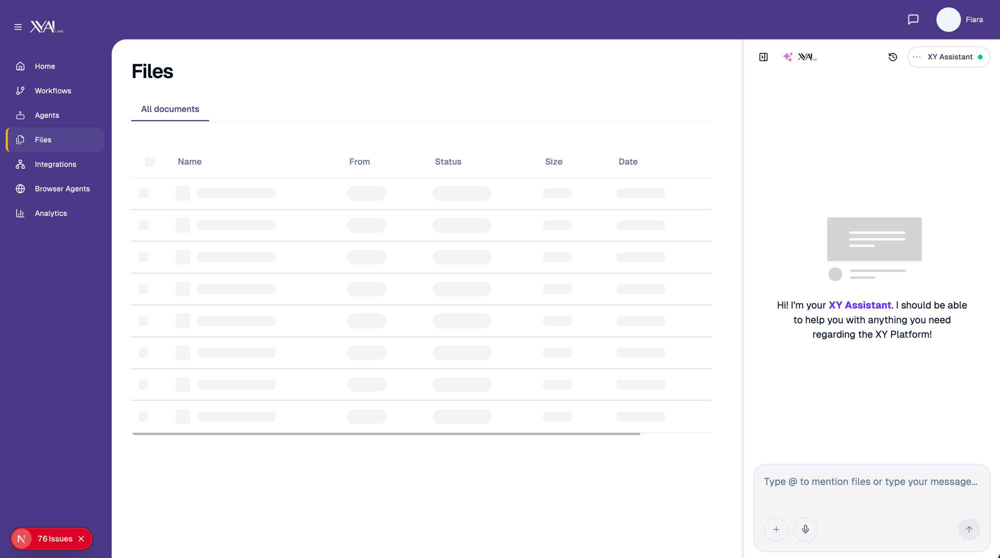 XYAI LABS
Fiara
Home
Workflows
Agents
Files
Integrations
Browser Agents
Analytics
N 76 Issues
Files
All documents
Name From Status Size Date
XYAI LABS
XY Assistant
Hi! I'm your XY Assistant. I should be able
to help you with anything you need
regarding the XY Platform!
Type @ to mention files or type your message...